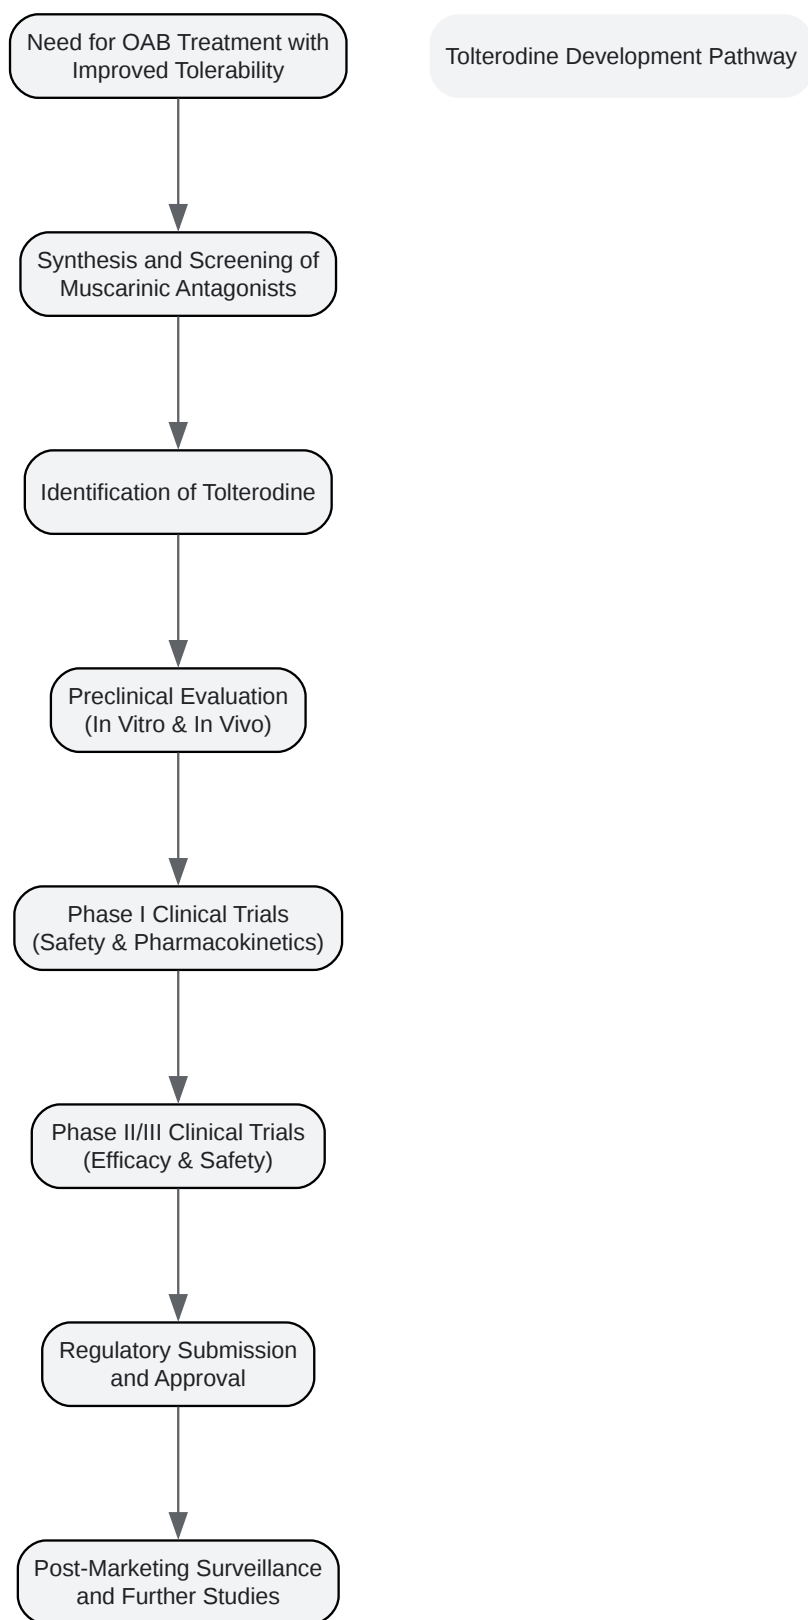 Need for OAB Treatment with
Improved Tolerability
Tolterodine Development Pathway
Synthesis and Screening of
Muscarinic Antagonists
Identification of Tolterodine
Preclinical Evaluation
(In Vitro & In Vivo)
Phase I Clinical Trials
(Safety & Pharmacokinetics)
Phase II/III Clinical Trials
(Efficacy & Safety)
Regulatory Submission
and Approval
Post-Marketing Surveillance
and Further Studies